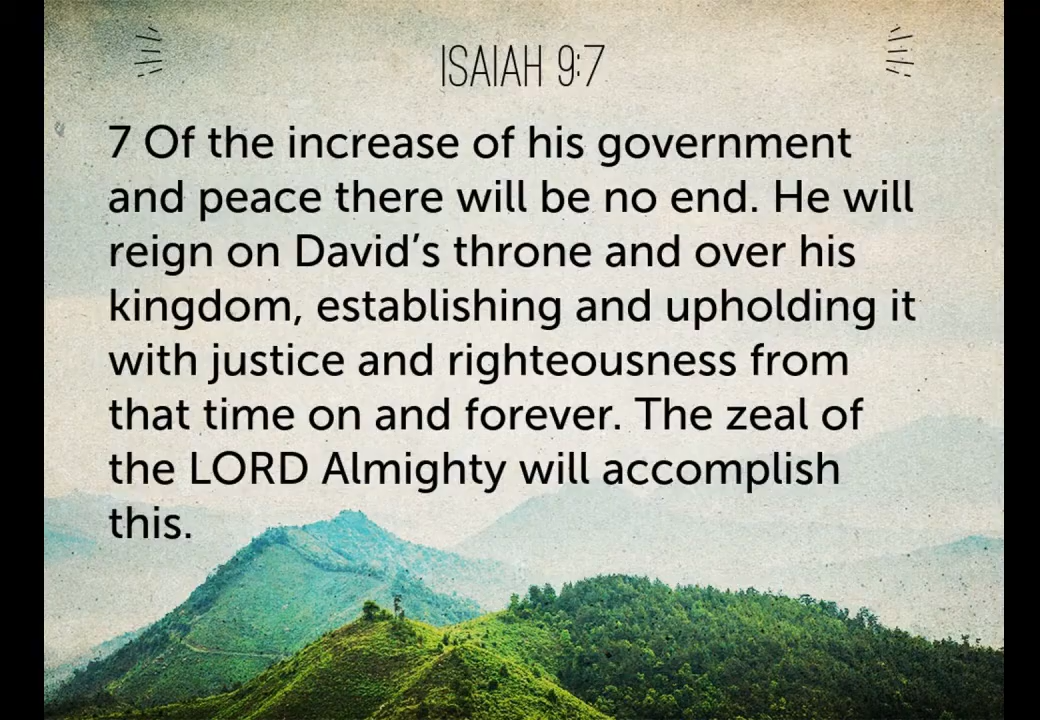 ISAIAH 9:7
7 Of the increase of his government
and peace there will be no end. He will
reign on David’s throne and over his
kingdom, establishing and upholding it
with justice and righteousness from
that time on and forever. The zeal of
the LORD Almighty will accomplish
this.